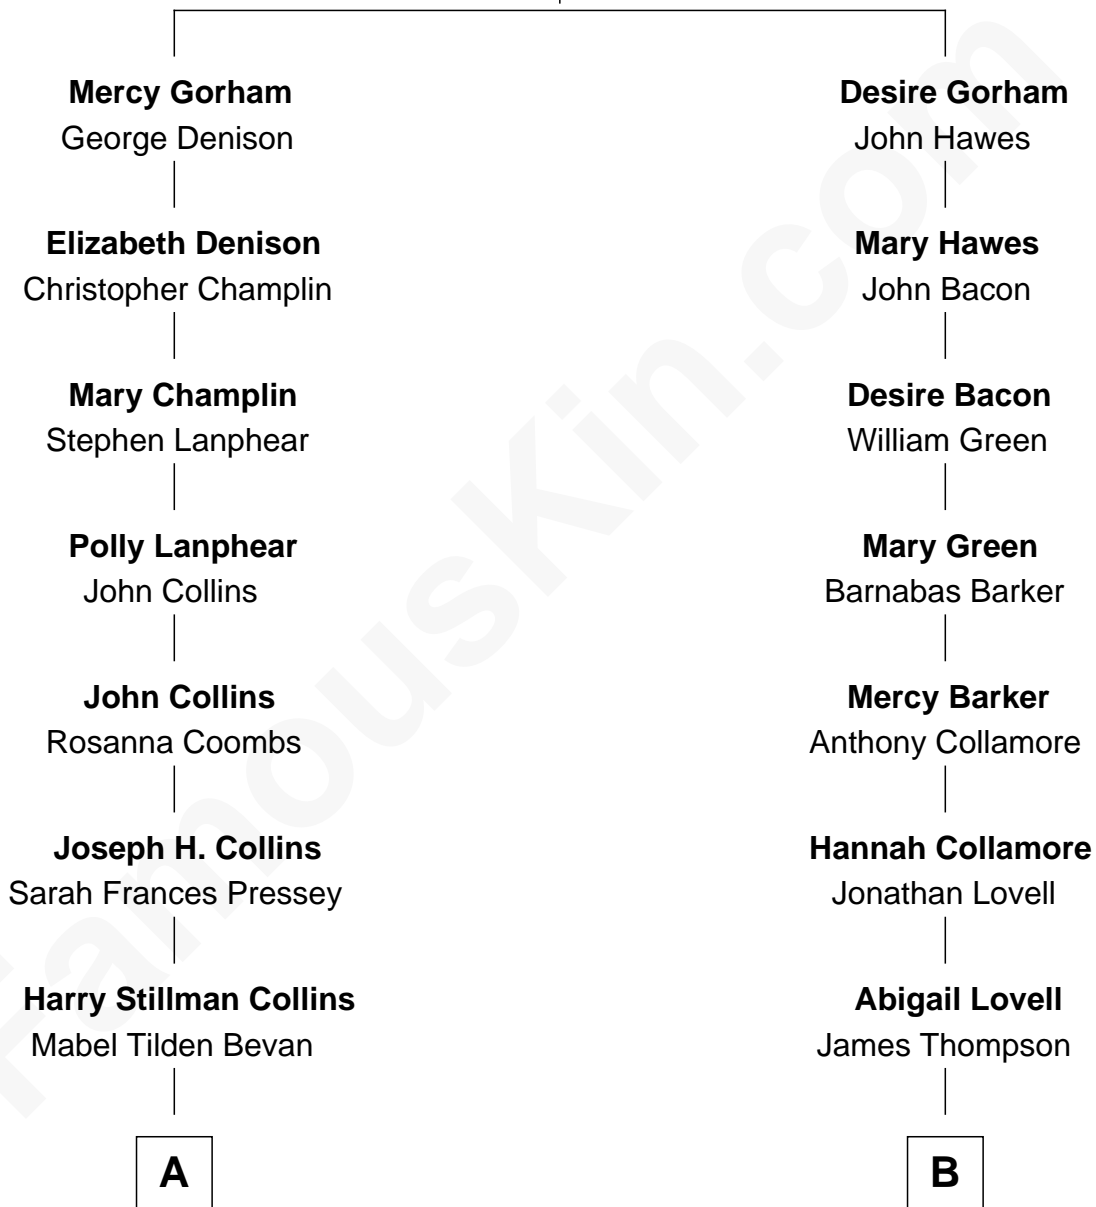 Mercy Gorham
George Denison
Elizabeth Denison
Christopher Champlin
Mary Champlin
Stephen Lanphear
Polly Lanphear
John Collins
John Collins
Rosanna Coombs
Joseph H. Collins
Sarah Frances Pressey
Harry Stillman Collins
Mabel Tilden Bevan
A
Desire Gorham
John Hawes
Mary Hawes
John Bacon
Desire Bacon
William Green
Mary Green
Barnabas Barker
Mercy Barker
Anthony Collamore
Hannah Collamore
Jonathan Lovell
Abigail Lovell
James Thompson
B
FamousKin.com